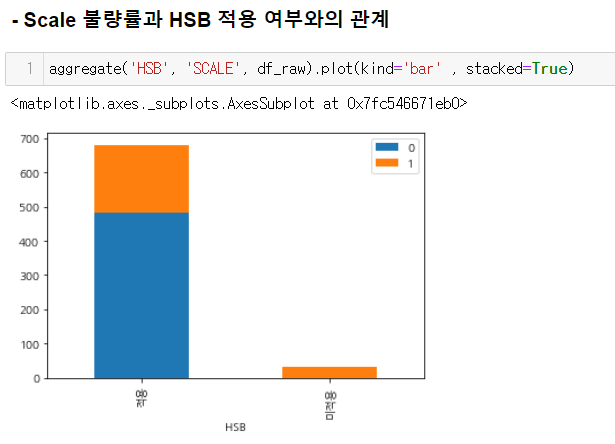 - Scale 불량률과 HSB 적용 여부와의 관계
1 aggregate('HSB', 'SCALE', df_raw).plot(kind='bar' , stacked=True)
<matplotlib.axes._subplots.AxesSubplot at 0x7fc546671eb0>
700
600
500
400
300
200
100
0
0
1
적용
미적용
HSB